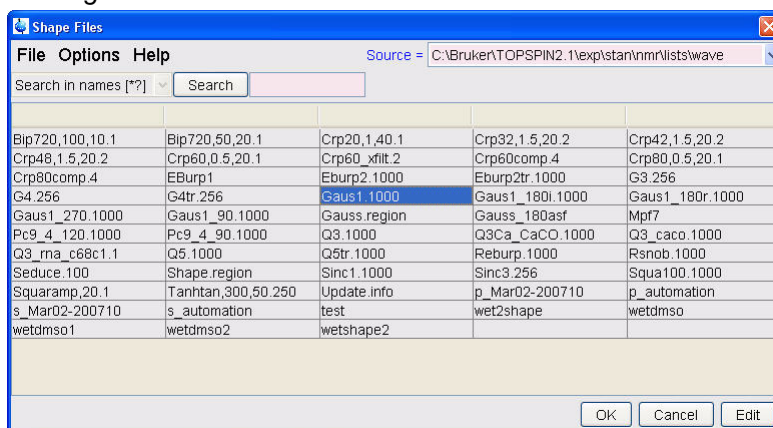 Shape Files
File Options Help Source = C:\Bruker\TOPSPIN2.1\exp\stan\nmr\lists\wave
Search in names [*?] Search
Bip720,100,10.1 Bip720,50,20.1 Crp20,1,40.1 Crp32,1.5,20.2 Crp42,1.5,20.2
Crp48,1.5,20.2 Crp60,0.5,20.1 Crp60_xfilt.2 Crp60comp.4 Crp80,0.5,20.1
Crp80comp.4 EBurp1 Eburp2.1000 Eburp2tr.1000 G3.256
G4.256 G4tr.256 Gaus1.1000 Gaus1_180i.1000 Gaus1_180r.1000
Gaus1_270.1000 Gaus1_90.1000 Gauss.region Gauss_180asf Mpf7
Pc9_4_120.1000 Pc9_4_90.1000 Q3.1000 Q3Ca_CaCO.1000 Q3_caco.1000
Q3_rna_c68c1.1 Q5.1000 Q5tr.1000 Reburp.1000 Rsnob.1000
Seduce.100 Shape.region Sinc1.1000 Sinc3.256 Squa100.1000
Squaramp,20.1 Tanhtan,300,50.250 Update.info p_Mar02-200710 p_automation
s_Mar02-200710 s_automation test wet2shape wetdmso
wetdmso1 wetdmso2 wetshape2
OK Cancel Edit